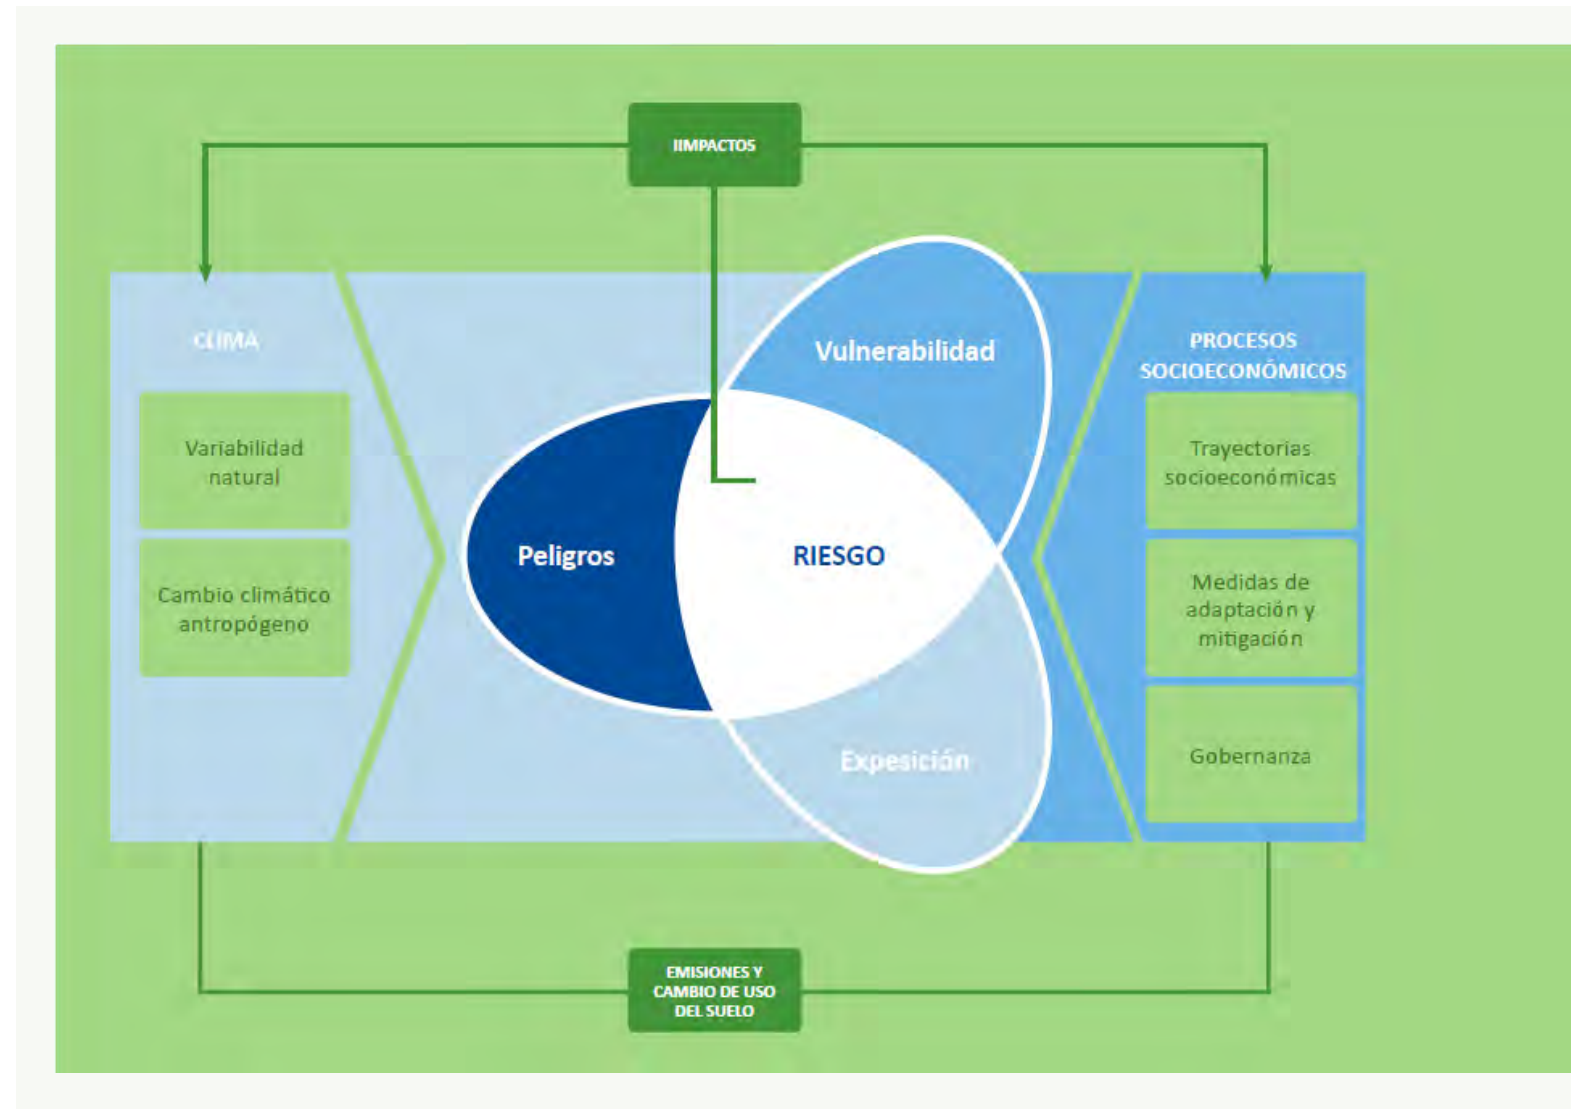 IIMPACTOS
CLIMA
Variabilidad
natural
Cambio climático
antropógeno
Vulnerabilidad
Peligros
RIESGO
Exposición
PROCESOS
SOCIOECONÓMICOS
Trayectorias
socioeconómicas
Medidas de
adaptación y
mitigación
Gobernanza
EMISIONES Y
CAMBIO DE USO
DEL SUELO